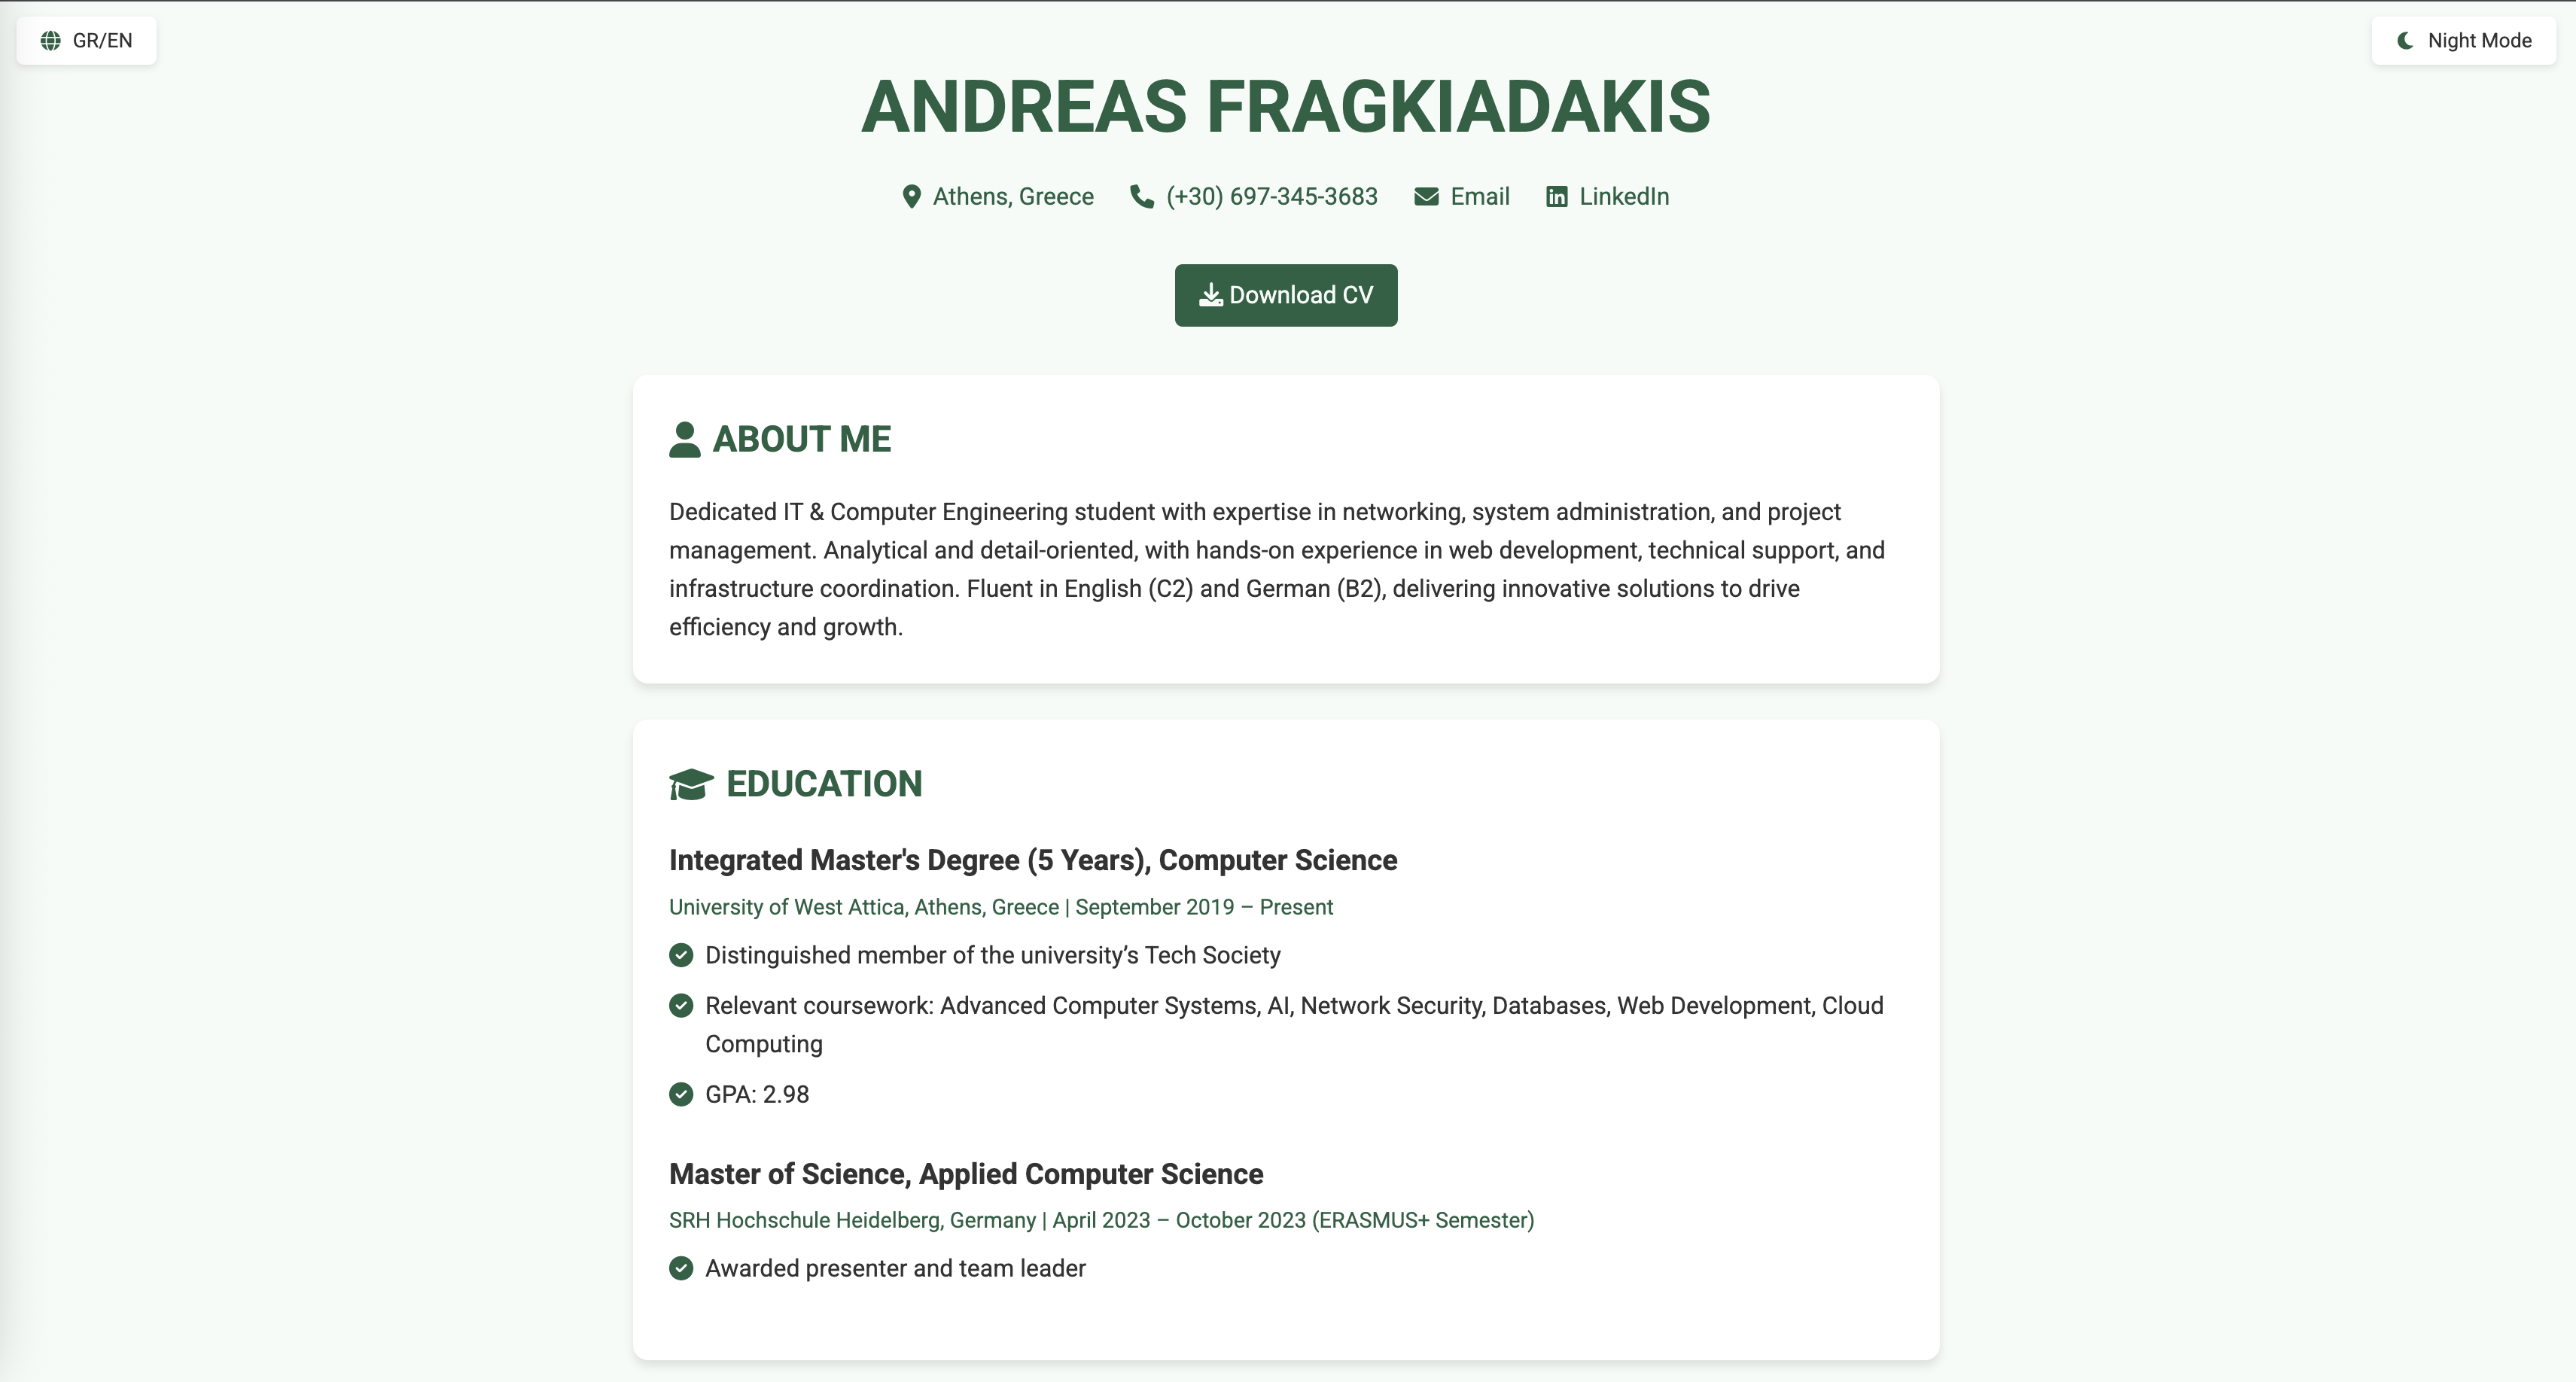 GR/EN
Night Mode
ANDREAS FRAGKIADAKIS
Athens, Greece (+30) 697-345-3683 Email LinkedIn
Download CV
ABOUT ME
Dedicated IT & Computer Engineering student with expertise in networking, system administration, and project
management. Analytical and detail-oriented, with hands-on experience in web development, technical support, and
infrastructure coordination. Fluent in English (C2) and German (B2), delivering innovative solutions to drive
efficiency and growth.
EDUCATION
Integrated Master's Degree (5 Years), Computer Science
University of West Attica, Athens, Greece | September 2019 – Present
Distinguished member of the university’s Tech Society
Relevant coursework: Advanced Computer Systems, AI, Network Security, Databases, Web Development, Cloud
Computing
GPA: 2.98
Master of Science, Applied Computer Science
SRH Hochschule Heidelberg, Germany | April 2023 – October 2023 (ERASMUS+ Semester)
Awarded presenter and team leader